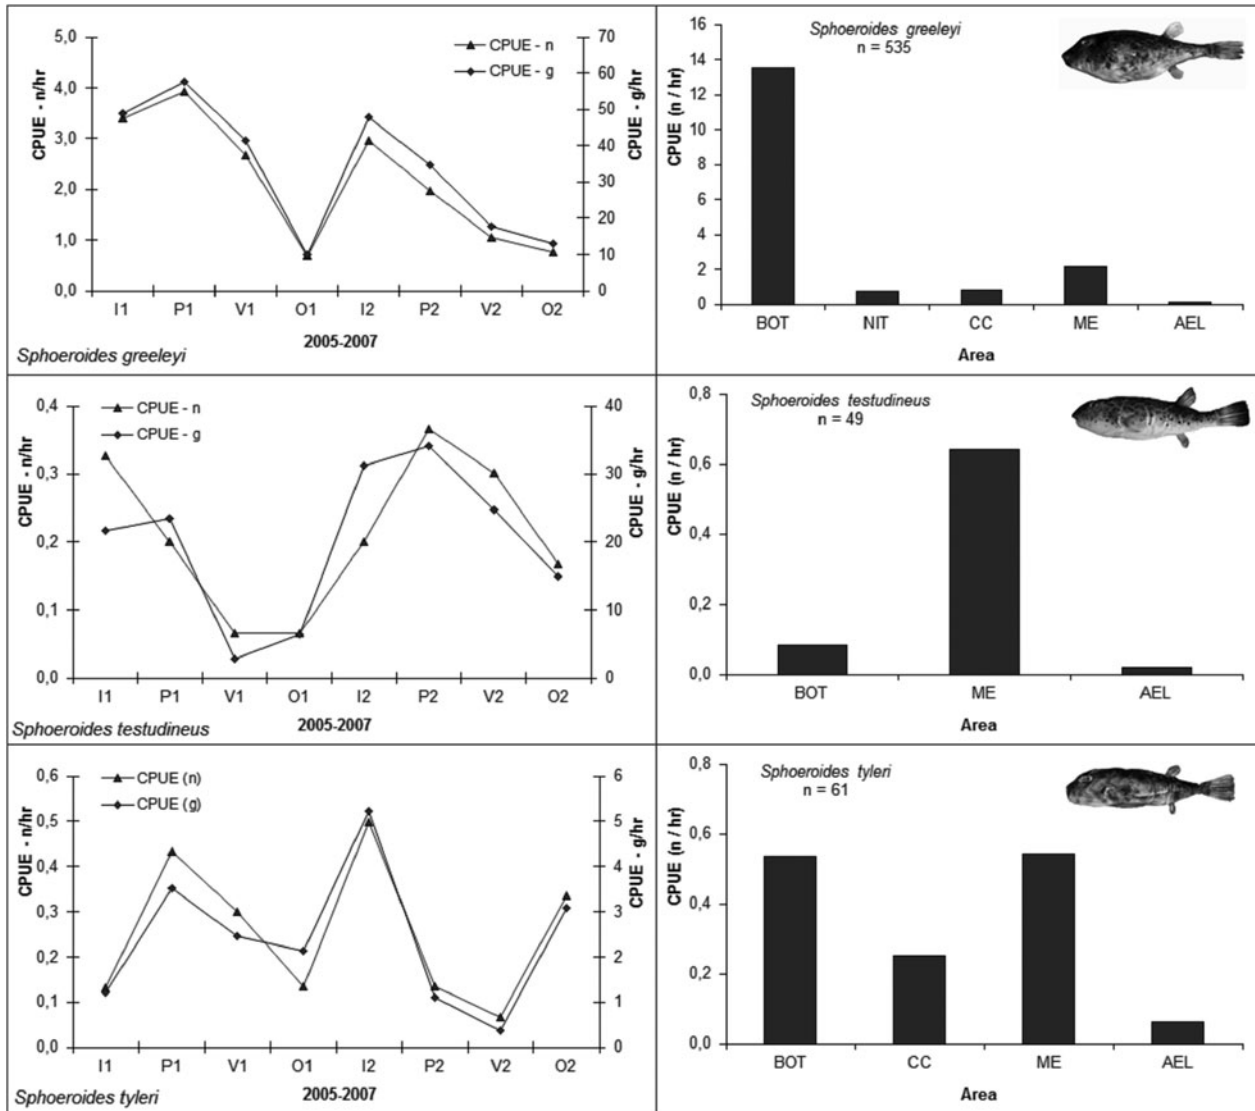 5,0
4,0
3,0
2,0
1,0
0,0
CPUE - n/hr
CPUE - n
CPUE - g
70
60
50
40
30
20
10
0
CPUE - g/hr
I1 P1 V1 O1 I2 P2 V2 O2
2005-2007
Sphoeroides greeleyi
Sphoeroides greeleyi
n = 535
16
14
12
10
8
6
4
2
0
CPUE (n / hr)
BOT NIT CC ME AEL
Area
0,4
0,3
0,2
0,1
0,0
CPUE - n/hr
CPUE - n
CPUE - g
40
30
20
10
0
CPUE - g/hr
I1 P1 V1 O1 I2 P2 V2 O2
2005-2007
Sphoeroides testudineus
Sphoeroides testudineus
n = 49
0,8
0,6
0,4
0,2
0,0
CPUE (n / hr)
BOT ME AEL
Area
0,6
0,5
0,4
0,3
0,2
0,1
0,0
CPUE - n/hr
CPUE (n)
CPUE (g)
6
5
4
3
2
1
0
CPUE - g/hr
I1 P1 V1 O1 I2 P2 V2 O2
2005-2007
Sphoeroides tyleri
Sphoeroides tyleri
n = 61
0,8
0,6
0,4
0,2
0,0
CPUE (n / hr)
BOT CC ME AEL
Area